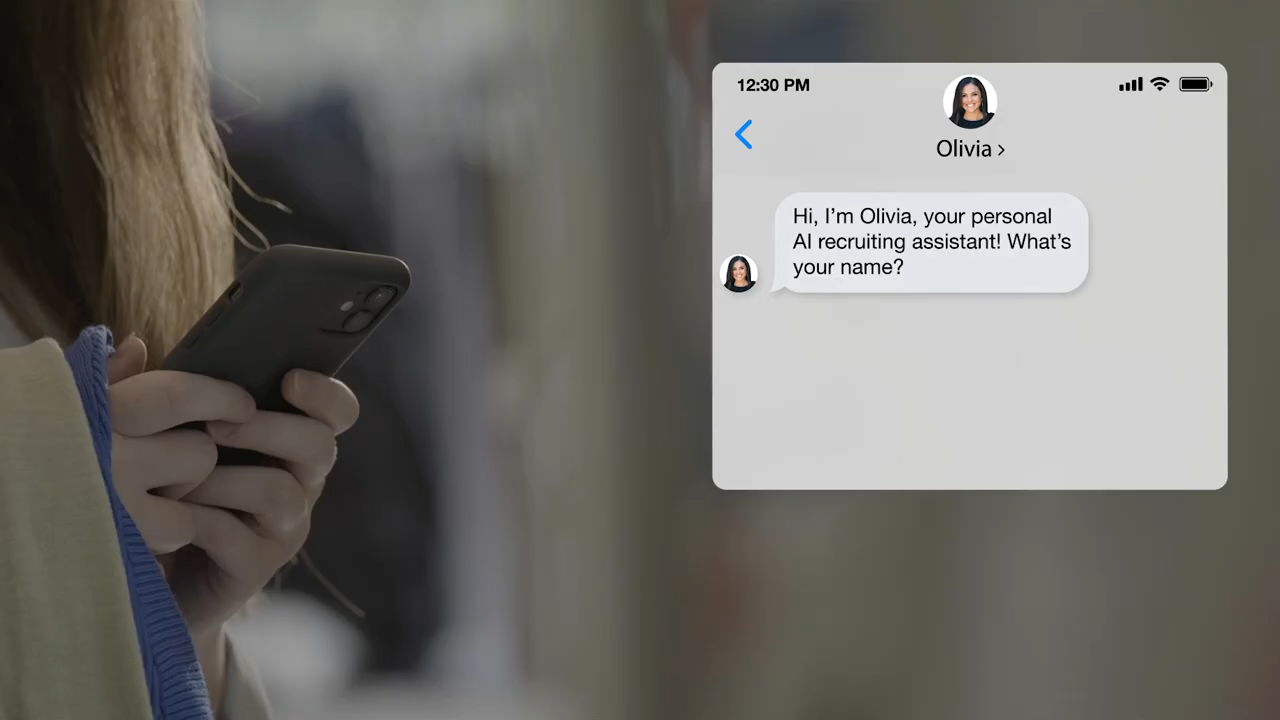 12:30 PM
Olivia >
Hi, I’m Olivia, your personal
AI recruiting assistant! What’s
your name?